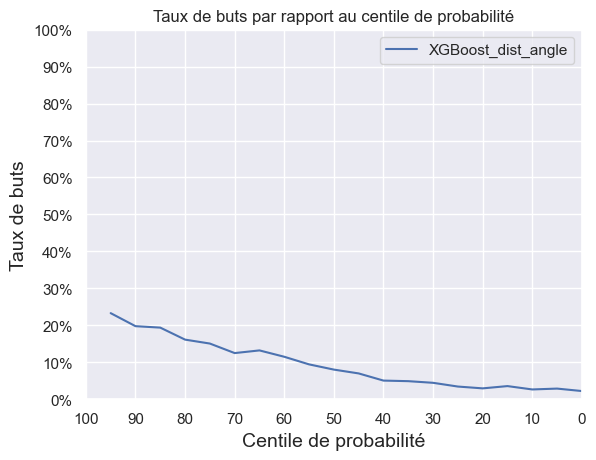 Taux de buts par rapport au centile de probabilité
XGBoost_dist_angle
Taux de buts
100%
90%
80%
70%
60%
50%
40%
30%
20%
10%
0%
100 90 80 70 60 50 40 30 20 10 0
Centile de probabilité